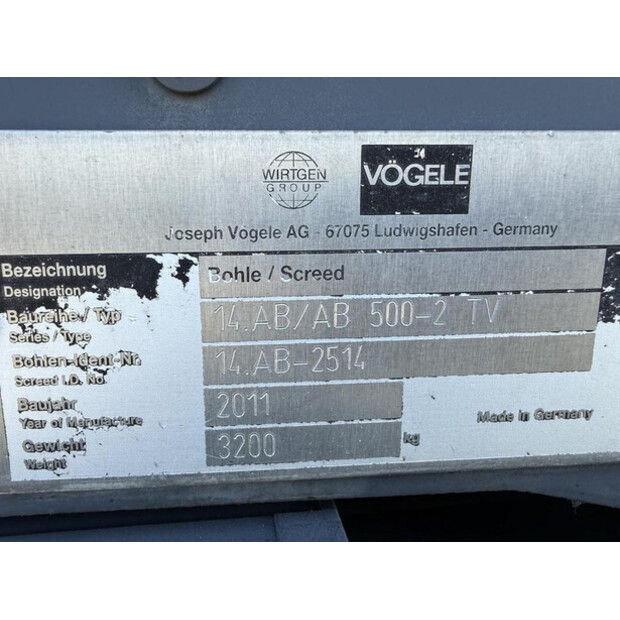 WIRTGEN
GROUP
VÖGELE
Joseph Vögele AG - 67075 Ludwigshafen - Germany
Bezeichnung
Designation:
Bohle / Screed
Baureihe / Typ
Series / Type
14.AB/AB 500-2 TV
Bohlen-Ident-Nr.
Screed I.D. No.
14.AB-2514
Baujahr
Year of Manufacture
2011
Made in Germany
Gewicht
Weight
3200
kg